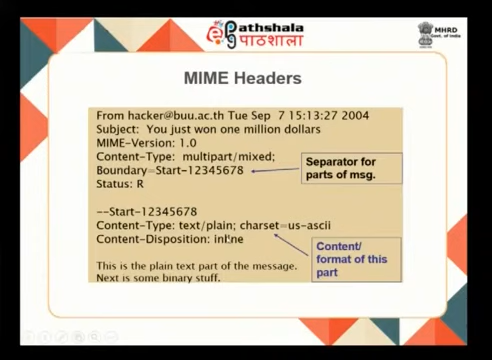 Pathshala
पाठशाला
MHRD
Govt. of India
MIME Headers
From hacker@buu.ac.th Tue Sep 7 15:13:27 2004
Subject: You just won one million dollars
MIME-Version: 1.0
Content-Type: multipart/mixed;
Boundary=Start-12345678
Status: R
Separator for
parts of msg.
--Start-12345678
Content-Type: text/plain; charset=us-ascii
Content-Disposition: inline
Content/
format of this
part
This is the plain text part of the message.
Next is some binary stuff.